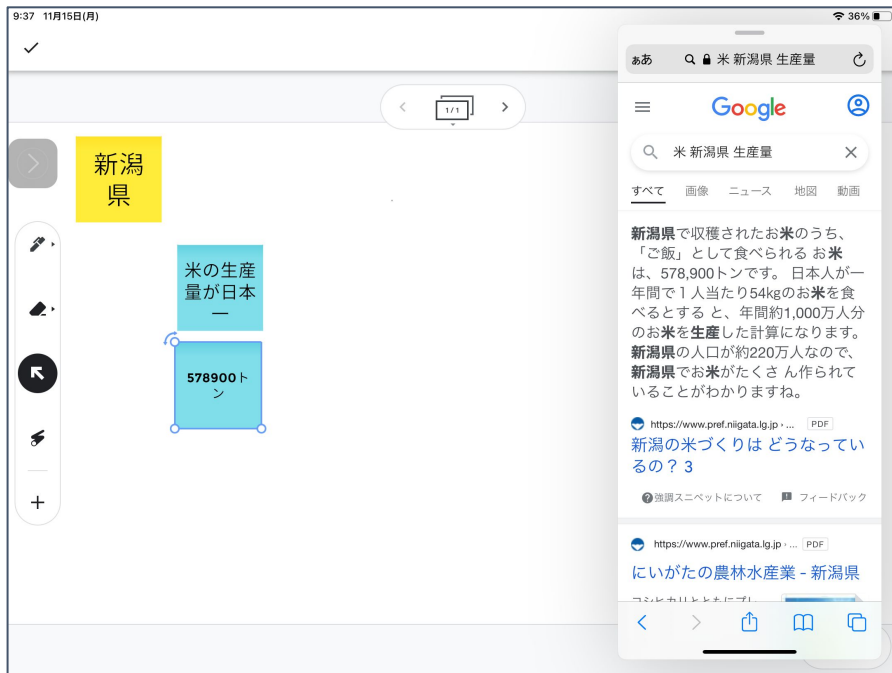 9:37 11月15日(月)
36%
1/1
新潟
県
米の生産
量が日本
一
578900ト
ン
ぁあ
米 新潟県 生産量
Google
米 新潟県 生産量
すべて 画像 ニュース 地図 動画
新潟県で収穫されたお米のうち、
「ご飯」として食べられる お米
は、578,900トンです。 日本人が一
年間で１人当たり54kgのお米を食
べるとする と、年間約1,000万人分
のお米を生産した計算になります。
新潟県の人口が約220万人なので、
新潟県でお米がたくさ ん作られて
いることがわかりますね。
https://www.pref.niigata.lg.jp › ... PDF
新潟の米づくりは どうなってい
るの？ 3
強調スニペットについて フィードバック
https://www.pref.niigata.lg.jp › ... PDF
にいがたの農林水産業 - 新潟県